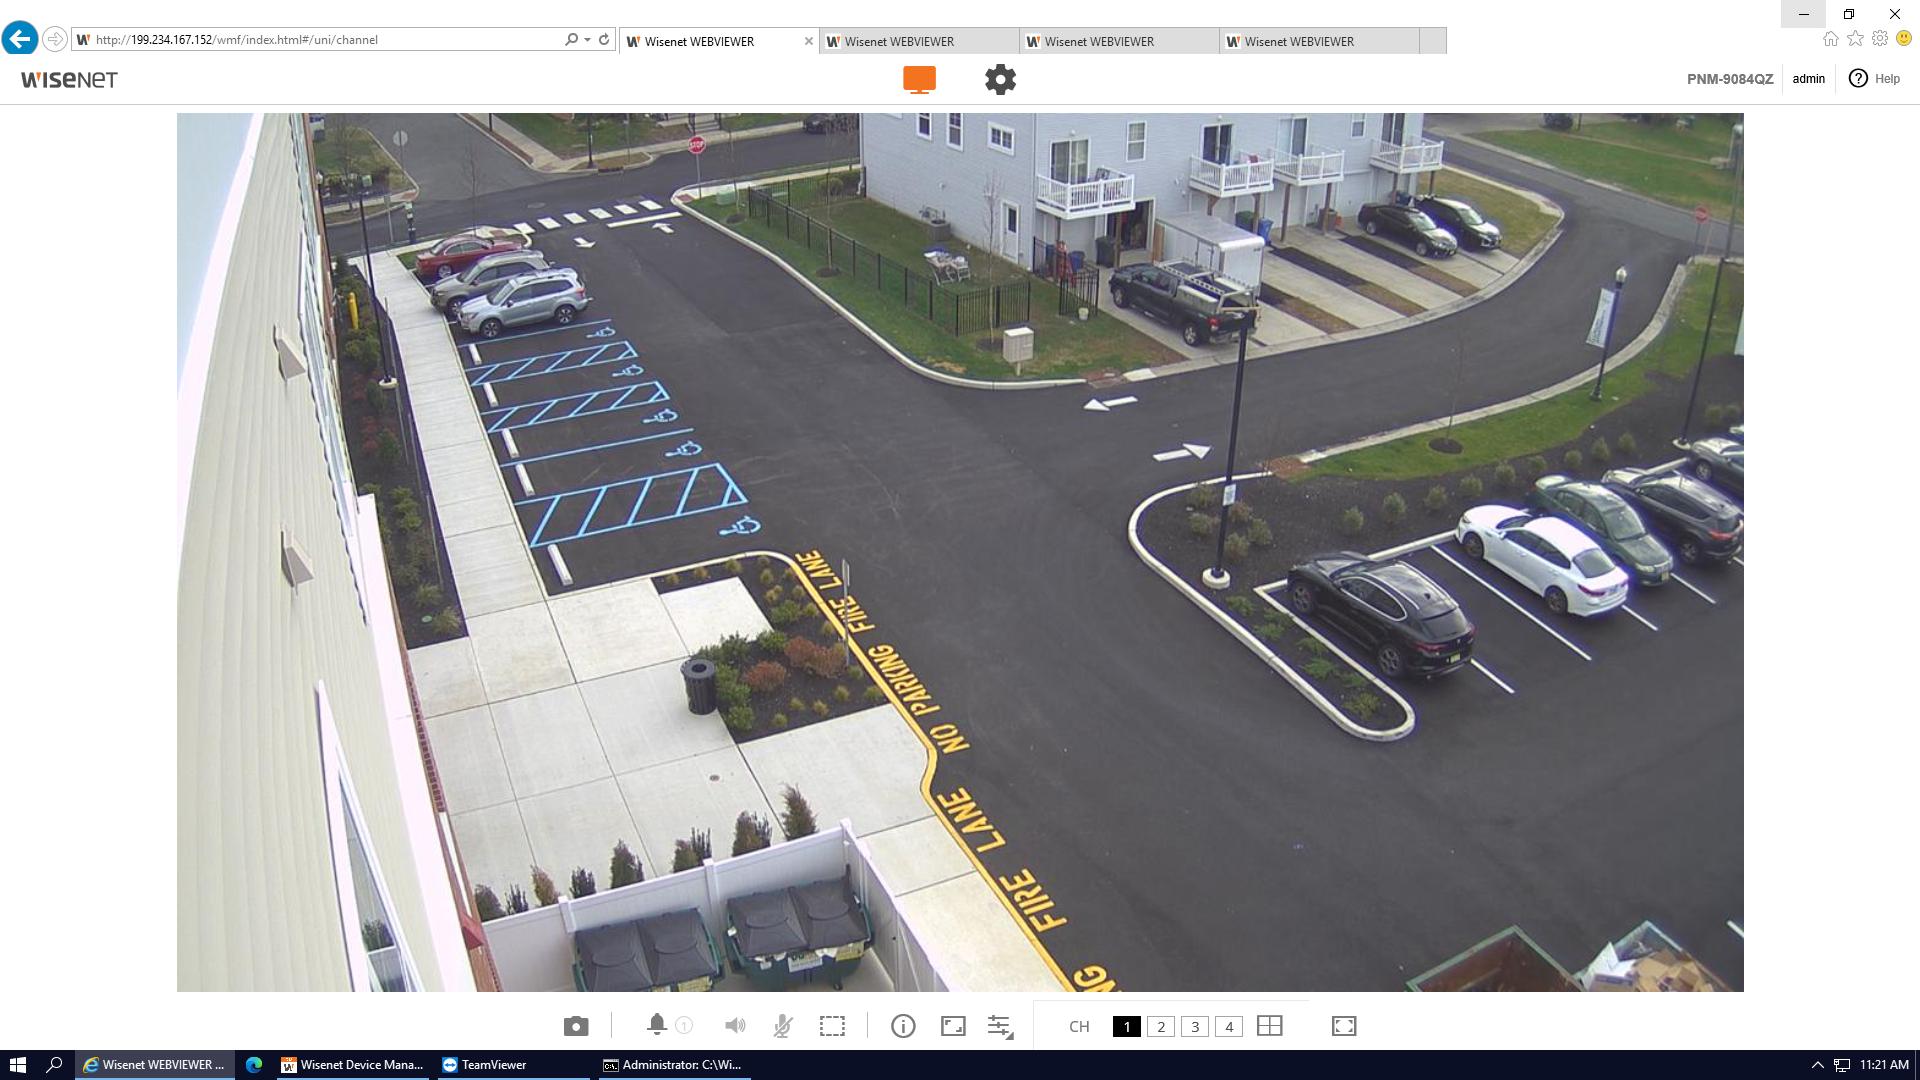 http://199.234.167.152/wmf/index.html#/uni/channel
Wisenet WEBVIEWER
Wisenet WEBVIEWER
Wisenet WEBVIEWER
Wisenet WEBVIEWER
WISENET
PNM-9084QZ
admin
? Help
STOP
FIRE LANE
NO PARKING
FIRE LANE
NG
1
CH 1 2 3 4
Wisenet WEBVIEWER ...
Wisenet Device Mana...
TeamViewer
Administrator: C:\Wi...
11:21 AM